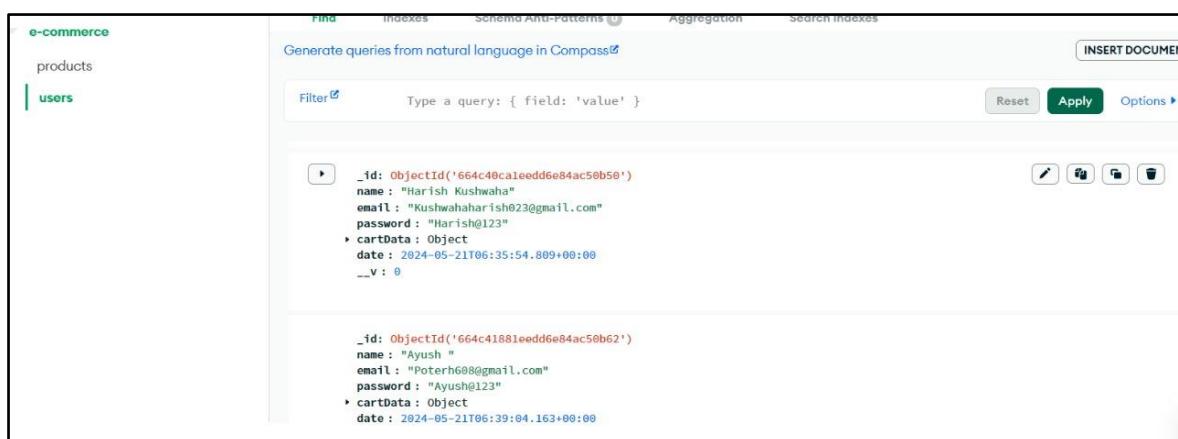 Find Indexes Schema Anti-Patterns 0 Aggregation Search Indexes
e-commerce
products
users
Generate queries from natural language in Compass
INSERT DOCUMEN
Filter Type a query: { field: 'value' } Reset Apply Options
_id: ObjectId('664c40ca1eedd6e84ac50b50')
name : "Harish Kushwaha"
email : "Kushwahaharish023@gmail.com"
password : "Harish@123"
cartData : Object
date : 2024-05-21T06:35:54.809+00:00
__v : 0
_id: ObjectId('664c41881eedd6e84ac50b62')
name : "Ayush "
email : "Poterh608@gmail.com"
password : "Ayush@123"
cartData : Object
date : 2024-05-21T06:39:04.163+00:00